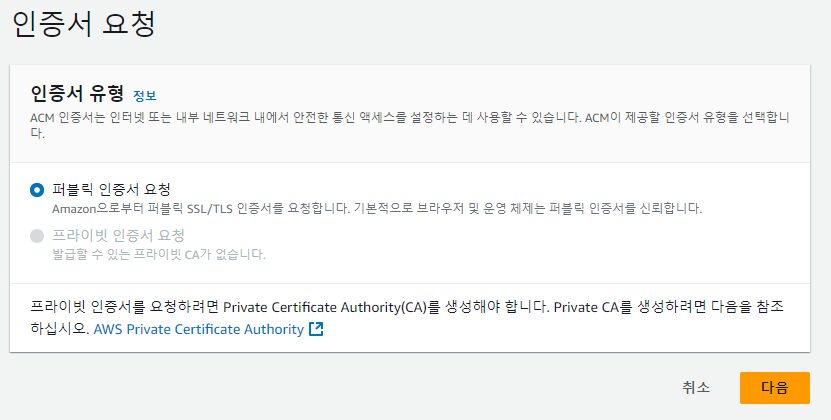 인증서 요청
인증서 유형 정보
ACM 인증서는 인터넷 또는 내부 네트워크 내에서 안전한 통신 액세스를 설정하는 데 사용할 수 있습니다. ACM이 제공할 인증서 유형을 선택합니
다.
퍼블릭 인증서 요청
Amazon으로부터 퍼블릭 SSL/TLS 인증서를 요청합니다. 기본적으로 브라우저 및 운영 체제는 퍼블릭 인증서를 신뢰합니다.
프라이빗 인증서 요청
발급할 수 있는 프라이빗 CA가 없습니다.
프라이빗 인증서를 요청하려면 Private Certificate Authority(CA)를 생성해야 합니다. Private CA를 생성하려면 다음을 참조
하십시오. AWS Private Certificate Authority
취소 다음